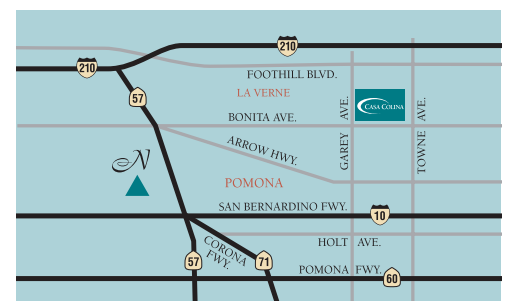 210
210
FOOTHILL BLVD.
57
LA VERNE
CASA COLINA
BONITA AVE.
GAREY AVE.
TOWNE AVE.
ARROW HWY.
N
POMONA
SAN BERNARDINO FWY.
10
HOLT AVE.
CORONA
FWY.
57
71
POMONA FWY.
60